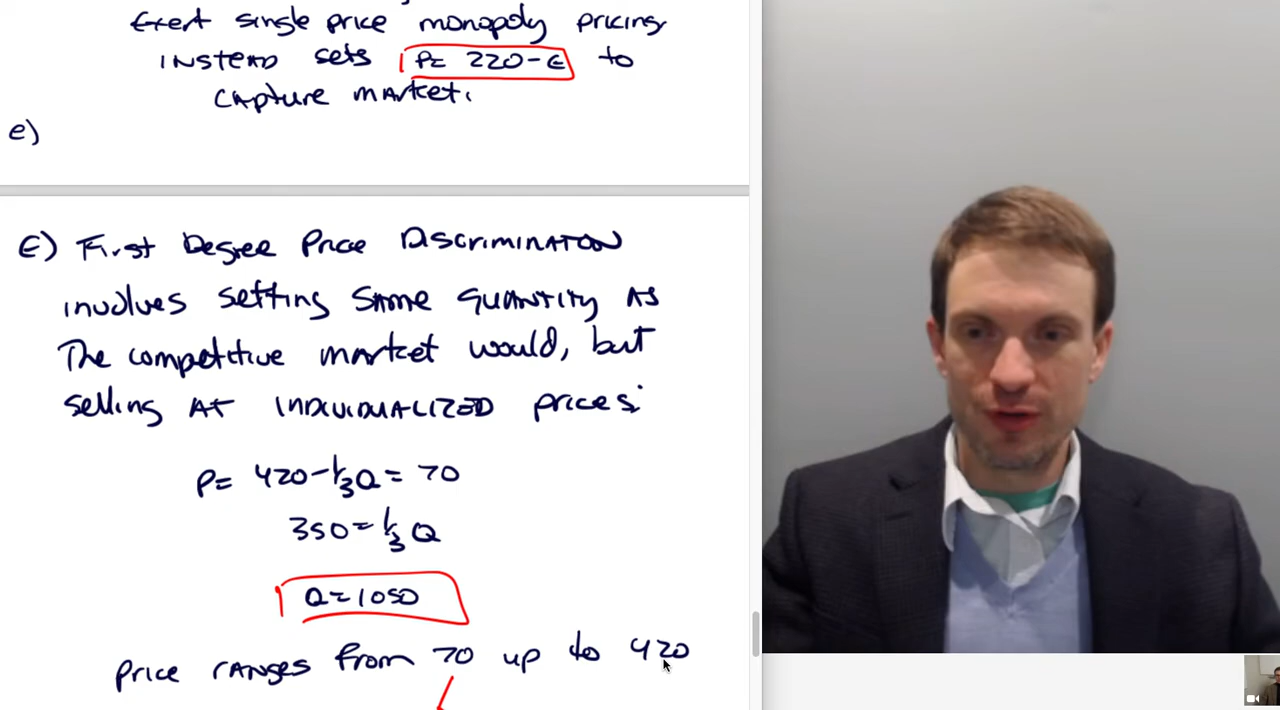 Exert single price monopoly pricing
instead sets P= 220-ϵ to
capture market.
e)
E) First Degree Price Discrimination
involves setting same quantity as
The competitive market would, but
selling at individualized prices:
P= 420-1/3Q = 70
350=1/3 Q
Q=1050
price ranges from 70 up to 420